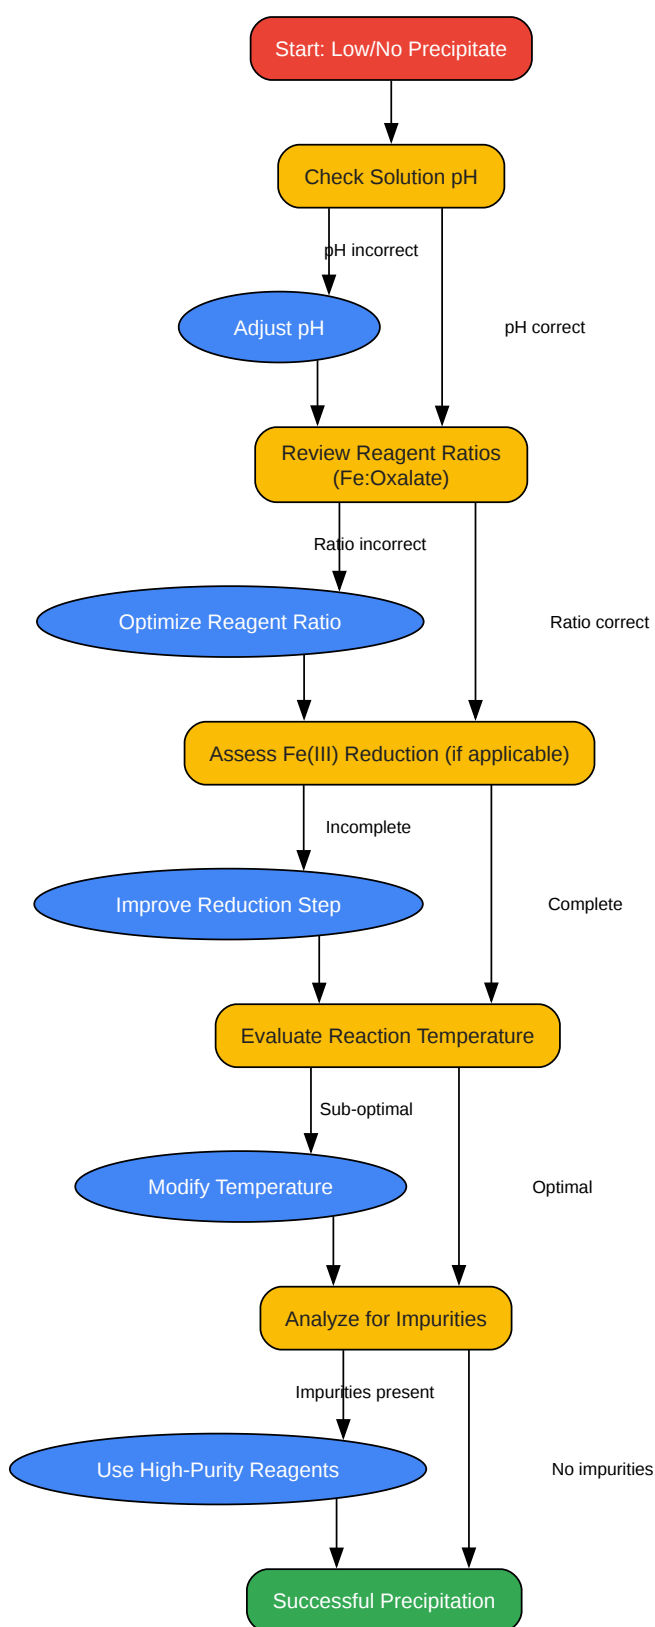 Start: Low/No Precipitate
Check Solution pH
pH incorrect
Adjust pH
pH correct
Review Reagent Ratios
(Fe:Oxalate)
Ratio incorrect
Optimize Reagent Ratio
Ratio correct
Assess Fe(III) Reduction (if applicable)
Incomplete
Improve Reduction Step
Complete
Evaluate Reaction Temperature
Sub-optimal
Modify Temperature
Optimal
Analyze for Impurities
Impurities present
Use High-Purity Reagents
No impurities
Successful Precipitation